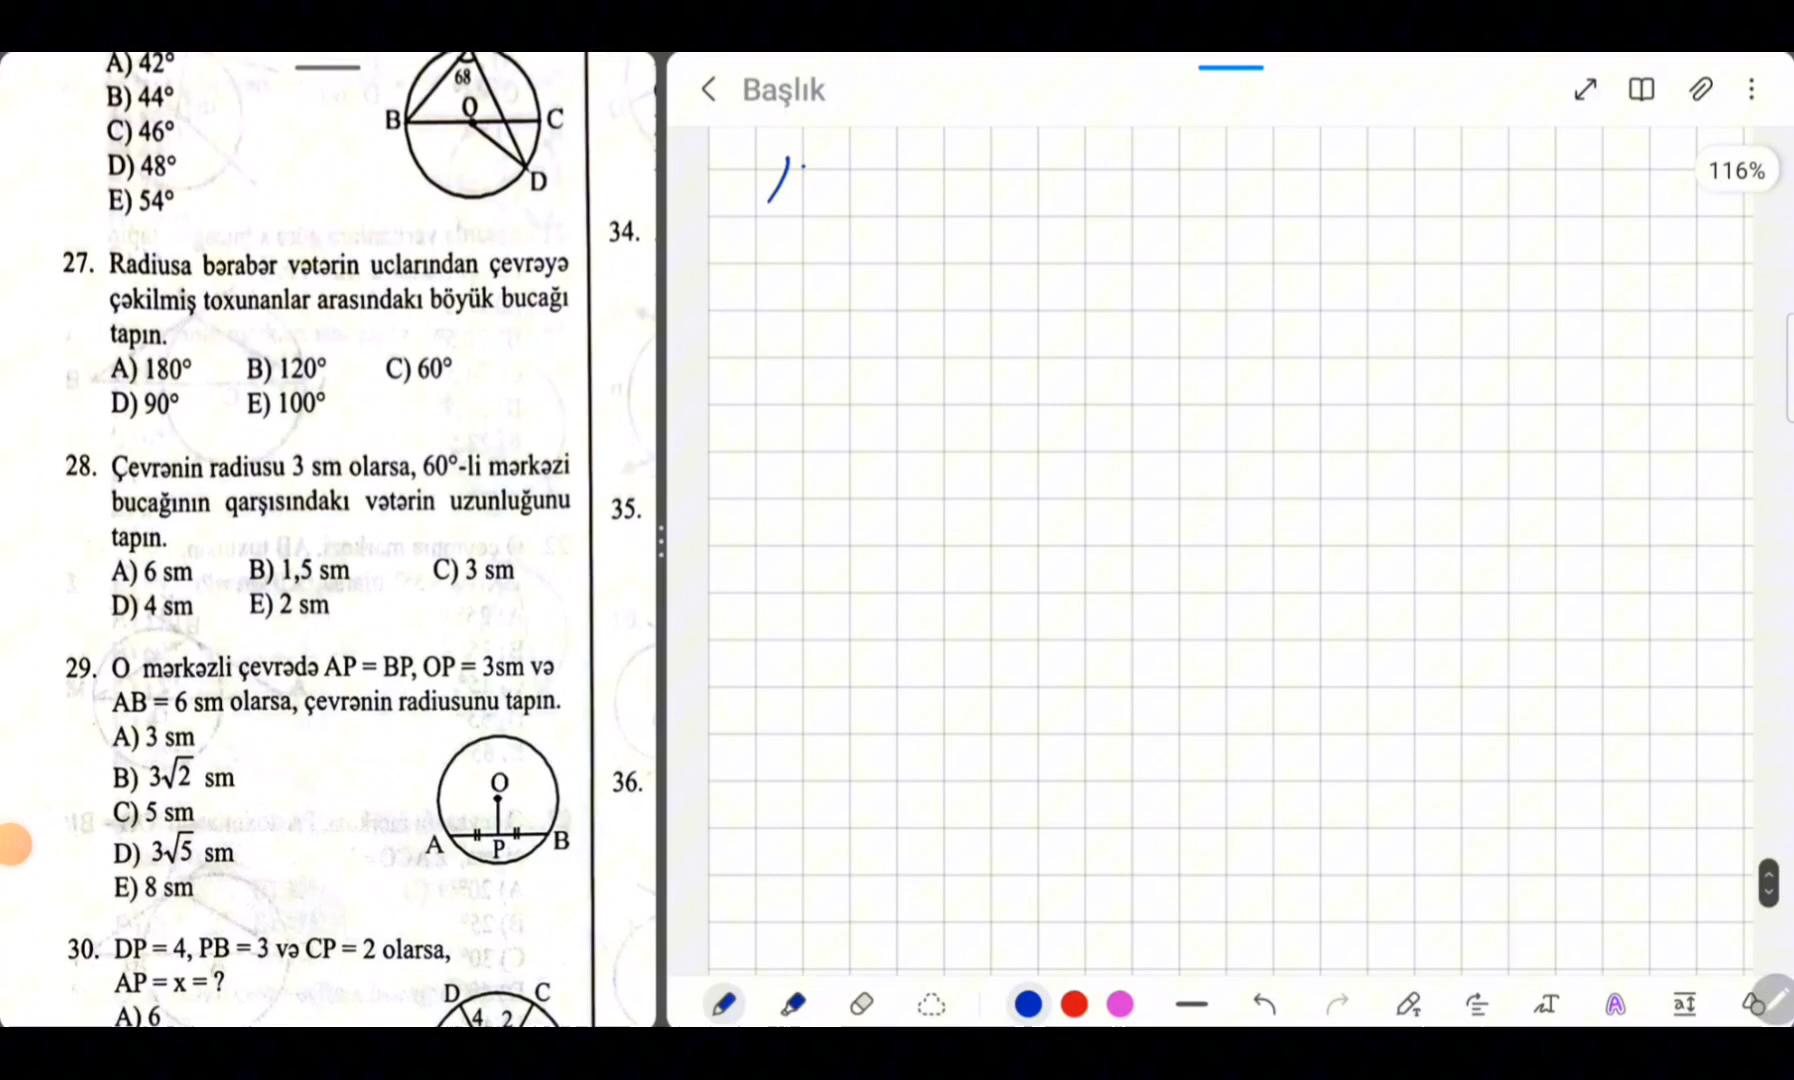 A) 42°
B) 44°
C) 46°
D) 48°
E) 54°
68
O
B
C
D
27. Radiusa bərabər vətərin uclarından çevrəyə
çəkilmiş toxunanlar arasındakı böyük bucağı
tapın.
A) 180° B) 120° C) 60°
D) 90° E) 100°
28. Çevrənin radiusu 3 sm olarsa, 60°-li mərkəzi
bucağının qarşısındakı vətərin uzunluğunu
tapın.
A) 6 sm B) 1,5 sm C) 3 sm
D) 4 sm E) 2 sm
29. O mərkəzli çevrədə AP = BP, OP = 3sm və
AB = 6 sm olarsa, çevrənin radiusunu tapın.
A) 3 sm
B) 3√2 sm
C) 5 sm
D) 3√5 sm
E) 8 sm
O
A
P
B
30. DP = 4, PB = 3 və CP = 2 olarsa,
AP = x = ?
A) 6
D
C
4
2
34.
35.
36.
Başlık
116%